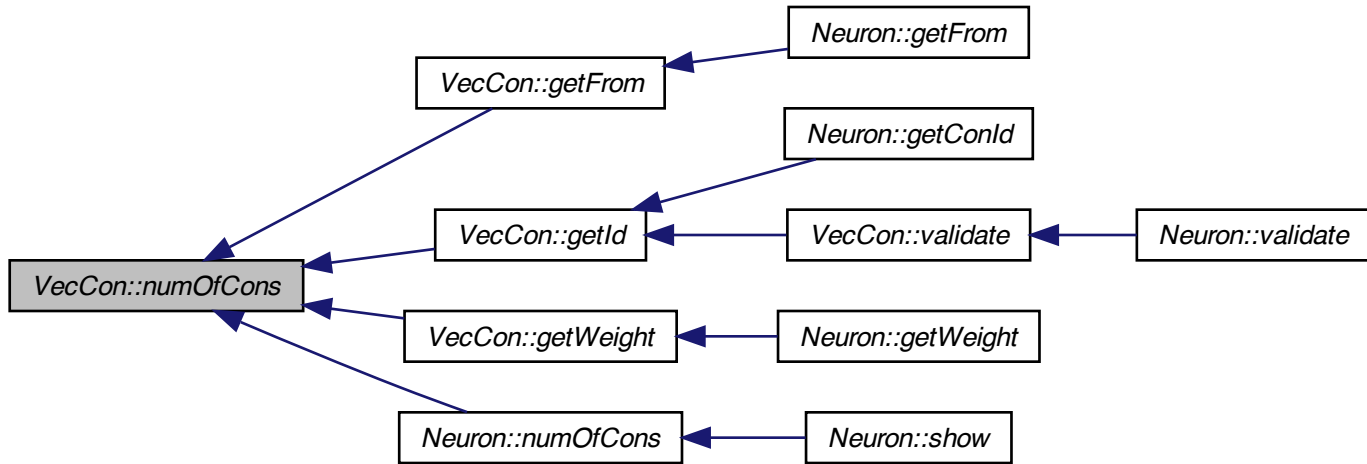 Neuron::getFrom
VecCon::getFrom
Neuron::getConId
VecCon::getId
VecCon::validate
Neuron::validate
VecCon::numOfCons
VecCon::getWeight
Neuron::getWeight
Neuron::numOfCons
Neuron::show